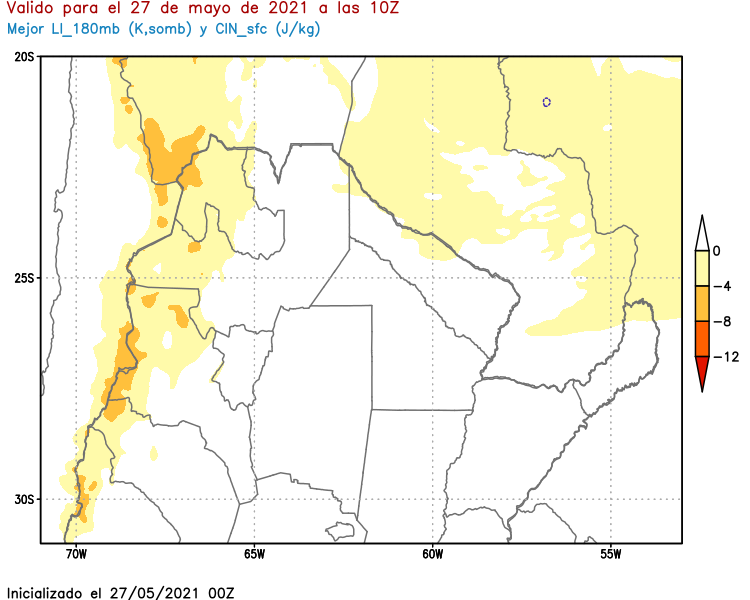 Valido para el 27 de mayo de 2021 a las 10Z
Mejor LI_180mb (K,somb) y CIN_sfc (J/kg)
20S
25S
30S
70W 65W 60W 55W
0
−4
−8
−12
Inicializado el 27/05/2021 00Z